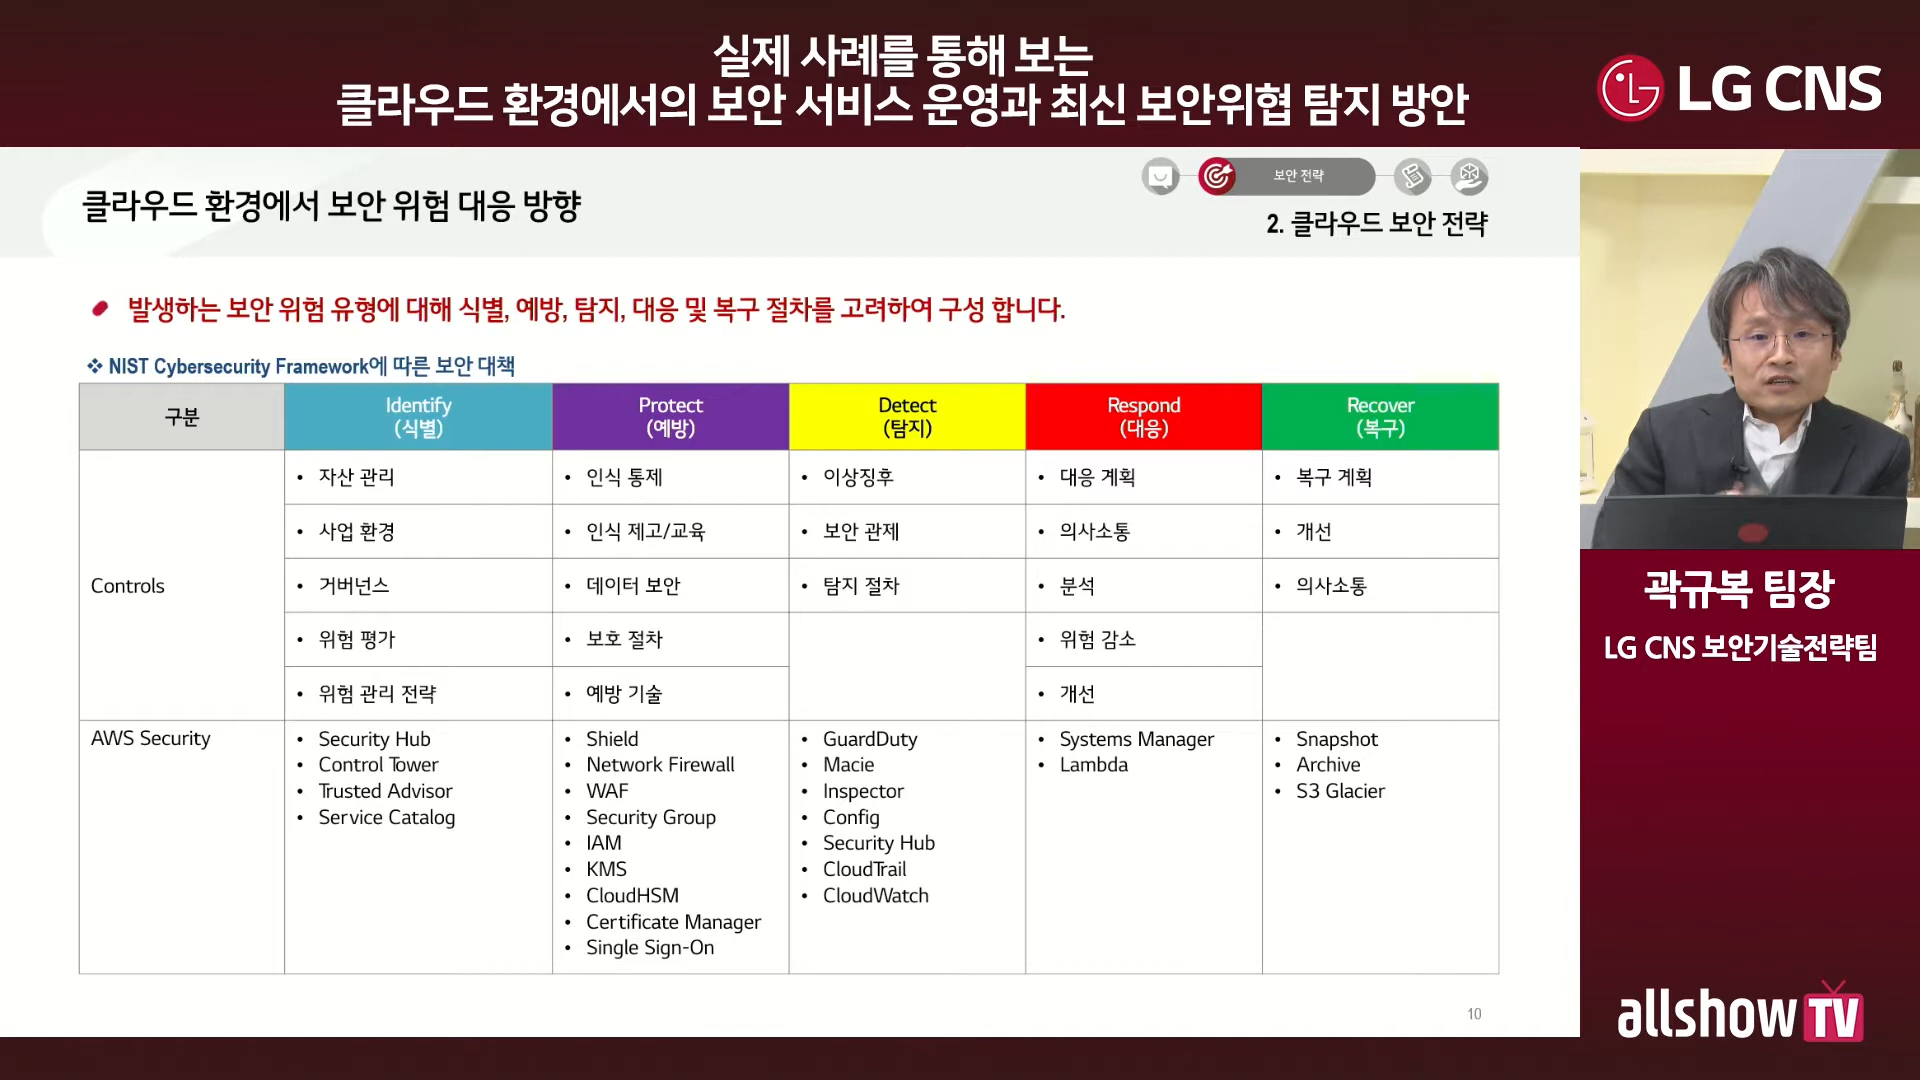 실제 사례를 통해 보는
클라우드 환경에서의 보안 서비스 운영과 최신 보안위협 탐지 방안
LG CNS
클라우드 환경에서 보안 위험 대응 방향
보안 전략
2. 클라우드 보안 전략
발생하는 보안 위험 유형에 대해 식별, 예방, 탐지, 대응 및 복구 절차를 고려하여 구성 합니다.
❖ NIST Cybersecurity Framework에 따른 보안 대책
구분
Identify
(식별)
Protect
(예방)
Detect
(탐지)
Respond
(대응)
Recover
(복구)
Controls
• 자산 관리
• 인식 통제
• 이상징후
• 대응 계획
• 복구 계획
• 사업 환경
• 인식 제고/교육
• 보안 관제
• 의사소통
• 개선
• 거버넌스
• 데이터 보안
• 탐지 절차
• 분석
• 의사소통
• 위험 평가
• 보호 절차
• 위험 감소
• 위험 관리 전략
• 예방 기술
• 개선
AWS Security
• Security Hub
• Control Tower
• Trusted Advisor
• Service Catalog
• Shield
• Network Firewall
• WAF
• Security Group
• IAM
• KMS
• CloudHSM
• Certificate Manager
• Single Sign-On
• GuardDuty
• Macie
• Inspector
• Config
• Security Hub
• CloudTrail
• CloudWatch
• Systems Manager
• Lambda
• Snapshot
• Archive
• S3 Glacier
10
곽규복 팀장
LG CNS 보안기술전략팀
allshow TV